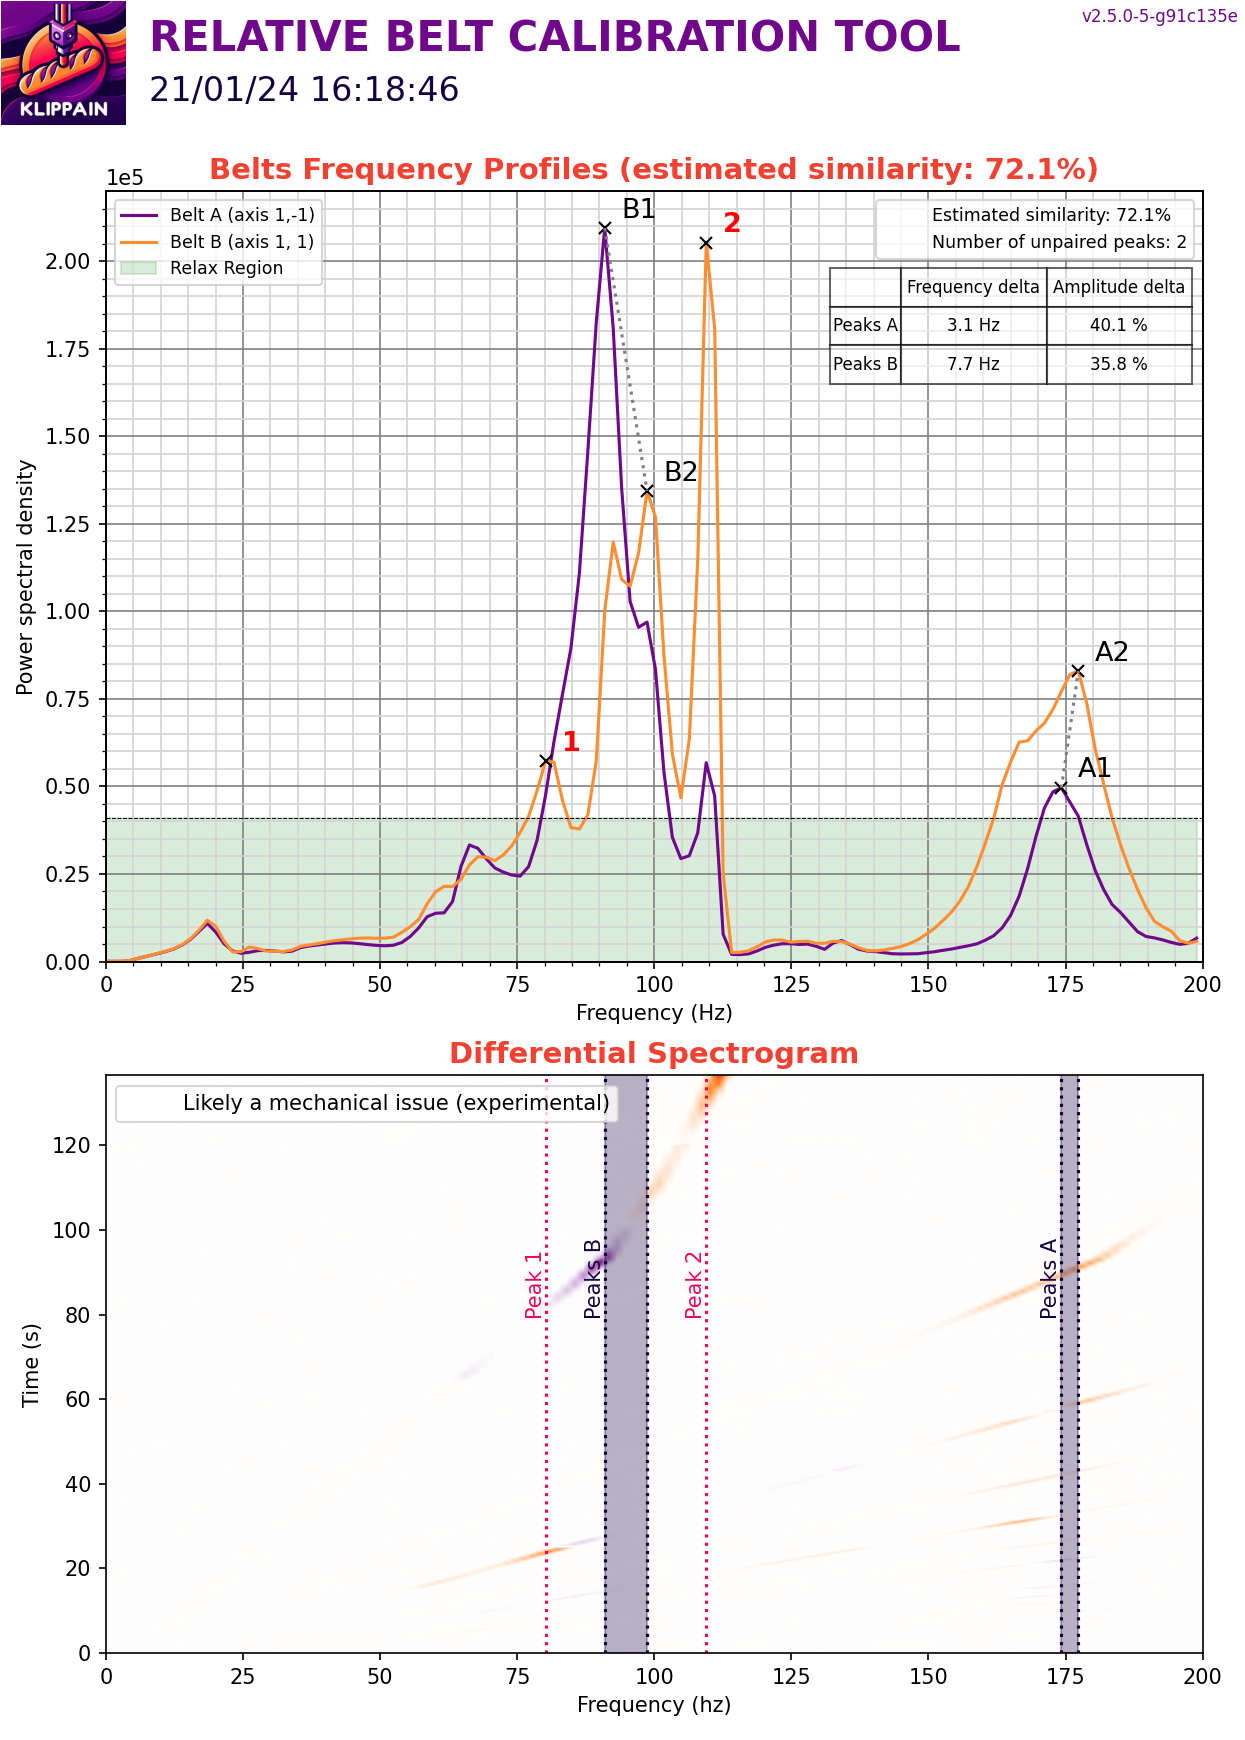 v2.5.0-5-g91c135e
RELATIVE BELT CALIBRATION TOOL
21/01/24 16:18:46
KLIPPAIN
Belts Frequency Profiles (estimated similarity: 72.1%)
1e5
Belt A (axis 1,-1)
Belt B (axis 1, 1)
Relax Region
Estimated similarity: 72.1%
Number of unpaired peaks: 2
Frequency delta Amplitude delta
Peaks A 3.1 Hz 40.1 %
Peaks B 7.7 Hz 35.8 %
B1
2
B2
A2
1
A1
Power spectral density
2.00
1.75
1.50
1.25
1.00
0.75
0.50
0.25
0.00
0 25 50 75 100 125 150 175 200
Frequency (Hz)
Differential Spectrogram
Likely a mechanical issue (experimental)
Peak 1
Peaks B
Peak 2
Peaks A
Time (s)
120
100
80
60
40
20
0
0 25 50 75 100 125 150 175 200
Frequency (hz)